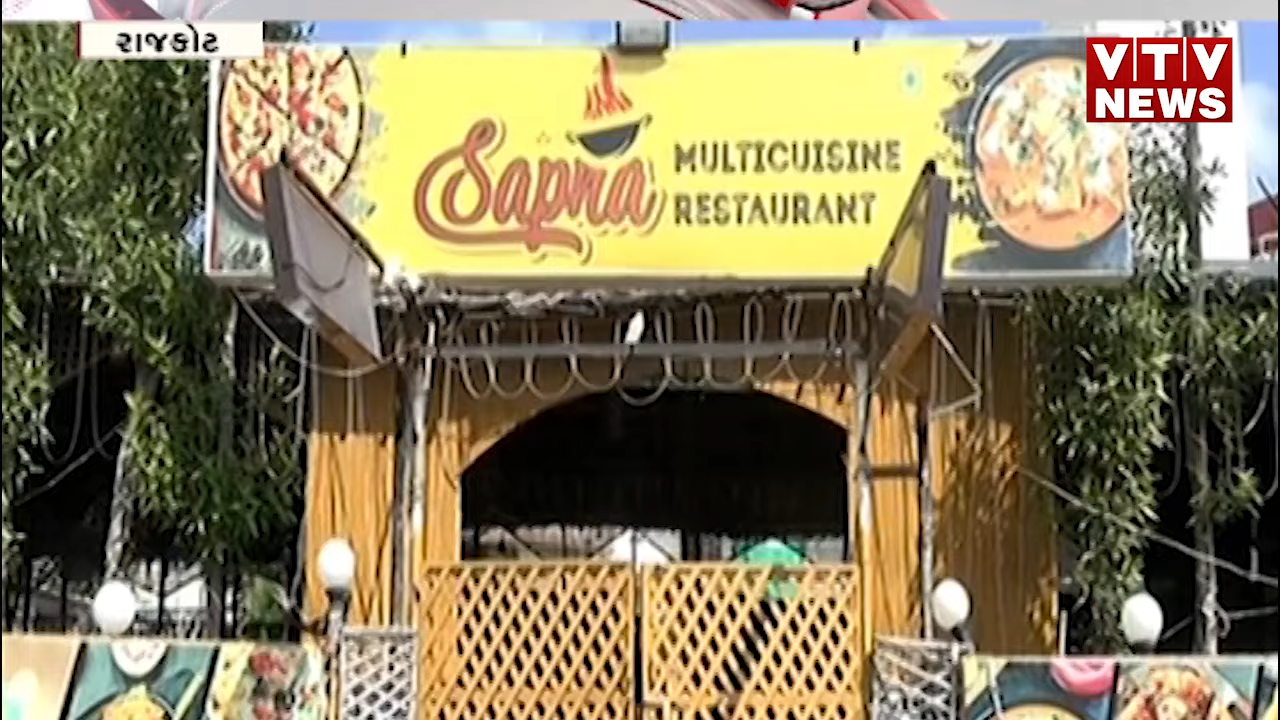 રાજકોટ
VTV
NEWS
Sapna
MULTICUISINE
RESTAURANT